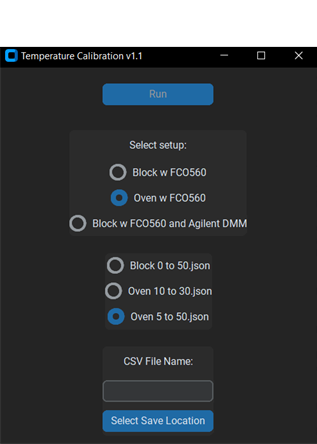 Temperature Calibration v1.1
Run
Select setup:
Block w FCO560
Oven w FCO560
Block w FCO560 and Agilent DMM
Block 0 to 50.json
Oven 10 to 30.json
Oven 5 to 50.json
CSV File Name:
Select Save Location